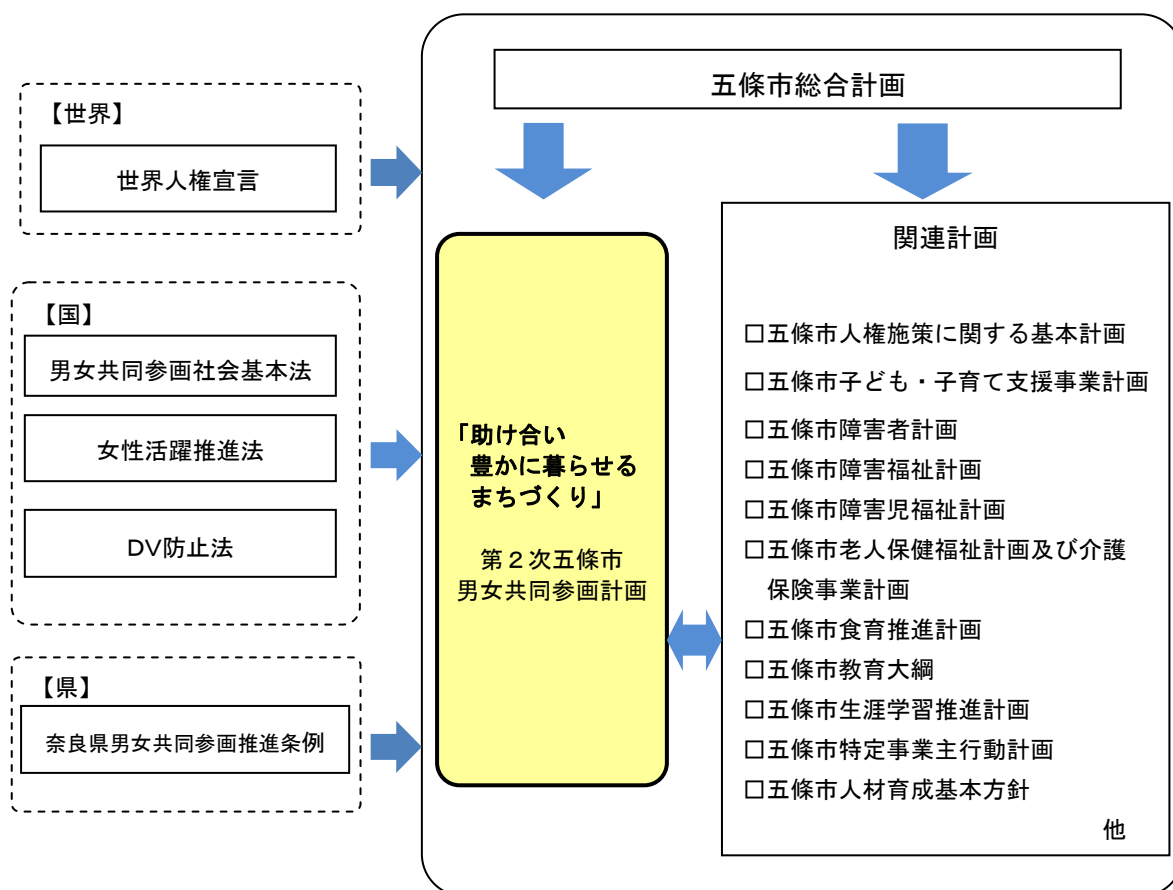 五條市総合計画
【世界】
世界人権宣言
【国】
男女共同参画社会基本法
女性活躍推進法
DV防止法
【県】
奈良県男女共同参画推進条例
「助け合い
豊かに暮らせる
まちづくり」
第２次五條市
男女共同参画計画
関連計画
□五條市人権施策に関する基本計画
□五條市子ども・子育て支援事業計画
□五條市障害者計画
□五條市障害福祉計画
□五條市障害児福祉計画
□五條市老人保健福祉計画及び介護
保険事業計画
□五條市食育推進計画
□五條市教育大綱
□五條市生涯学習推進計画
□五條市特定事業主行動計画
□五條市人材育成基本方針
他